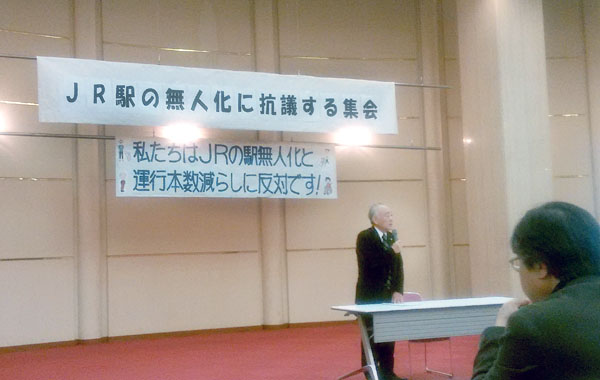 JR駅の無人化に抗議する集会
私たちはJRの駅無人化と
運行本数減らしに反対です!